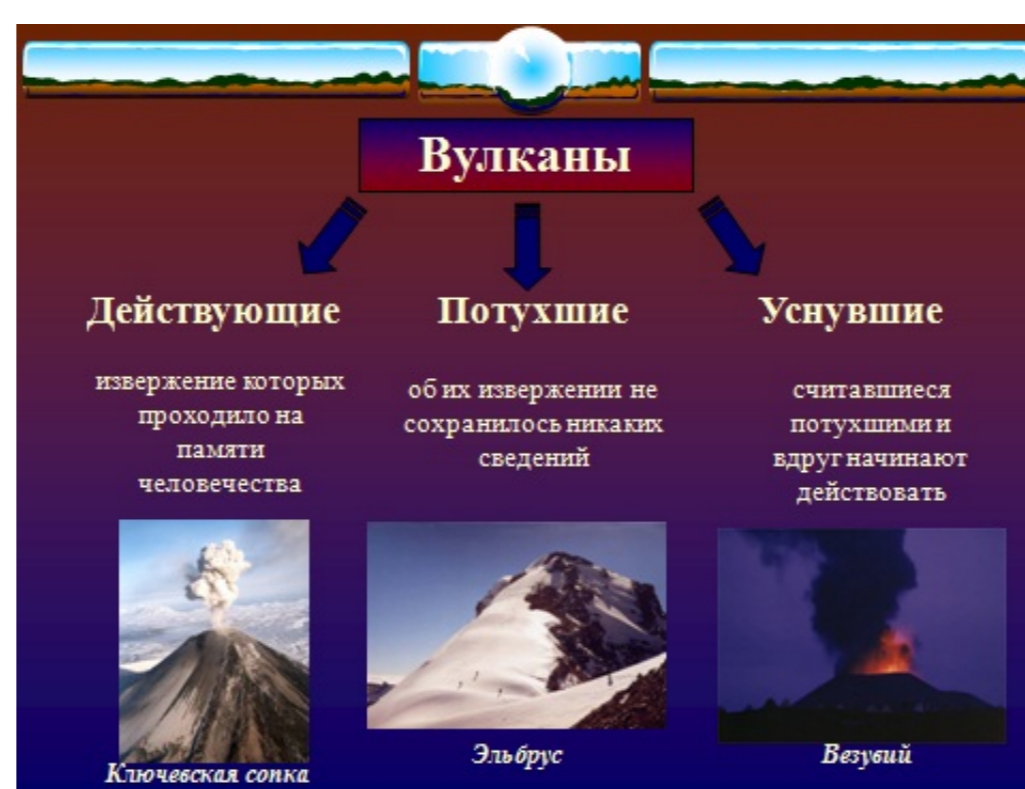 Вулканы
Действующие
извержение которых
проходило на
памяти
человечества
Ключевская сопка
Потухшие
об их извержении не
сохранилось никаких
сведений
Эльбрус
Уснувшие
считавшиеся
потухшими и
вдруг начинают
действовать
Везувий